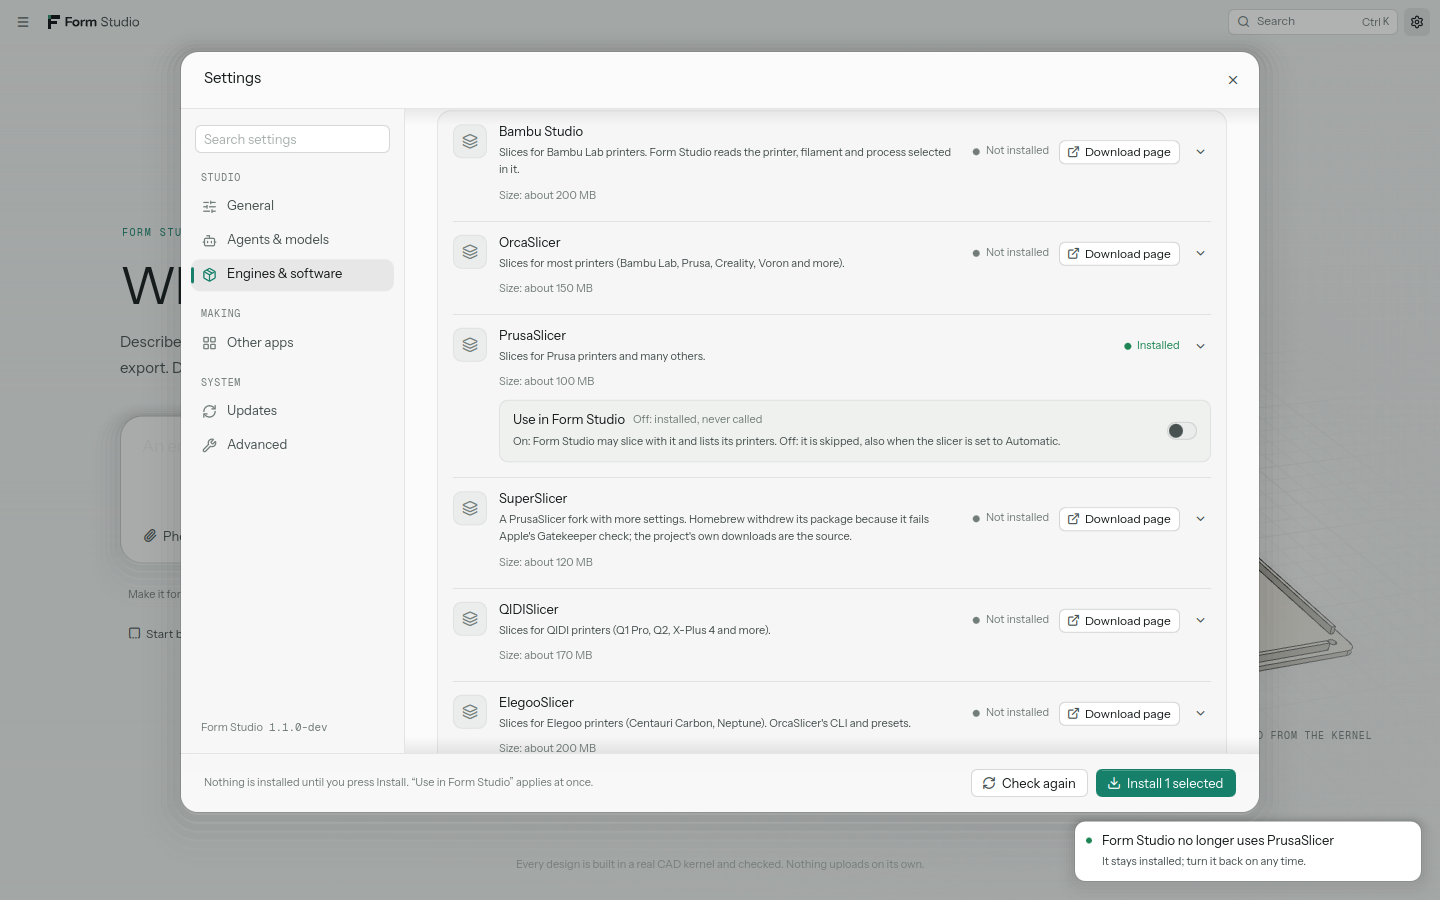 Form Studio
Search Ctrl K
Settings
Search settings
STUDIO
General
Agents & models
Engines & software
MAKING
Other apps
SYSTEM
Updates
Advanced
Form Studio 1.1.0-dev
Bambu Studio
Slices for Bambu Lab printers. Form Studio reads the printer, filament and process selected
in it.
Size: about 200 MB
Not installed
Download page
OrcaSlicer
Slices for most printers (Bambu Lab, Prusa, Creality, Voron and more).
Size: about 150 MB
Not installed
Download page
PrusaSlicer
Slices for Prusa printers and many others.
Size: about 100 MB
Installed
Use in Form Studio Off: installed, never called
On: Form Studio may slice with it and lists its printers. Off: it is skipped, also when the slicer is set to Automatic.
SuperSlicer
A PrusaSlicer fork with more settings. Homebrew withdrew its package because it fails
Apple's Gatekeeper check; the project's own downloads are the source.
Size: about 120 MB
Not installed
Download page
QIDISlicer
Slices for QIDI printers (Q1 Pro, Q2, X-Plus 4 and more).
Size: about 170 MB
Not installed
Download page
ElegooSlicer
Slices for Elegoo printers (Centauri Carbon, Neptune). OrcaSlicer's CLI and presets.
Size: about 200 MB
Not installed
Download page
Nothing is installed until you press Install. “Use in Form Studio” applies at once.
Check again
Install 1 selected
FORM STU
Describe
export. D
Make it for
Start b
FROM THE KERNEL
Every design is built in a real CAD kernel and checked. Nothing uploads on its own.
Form Studio no longer uses PrusaSlicer
It stays installed; turn it back on any time.